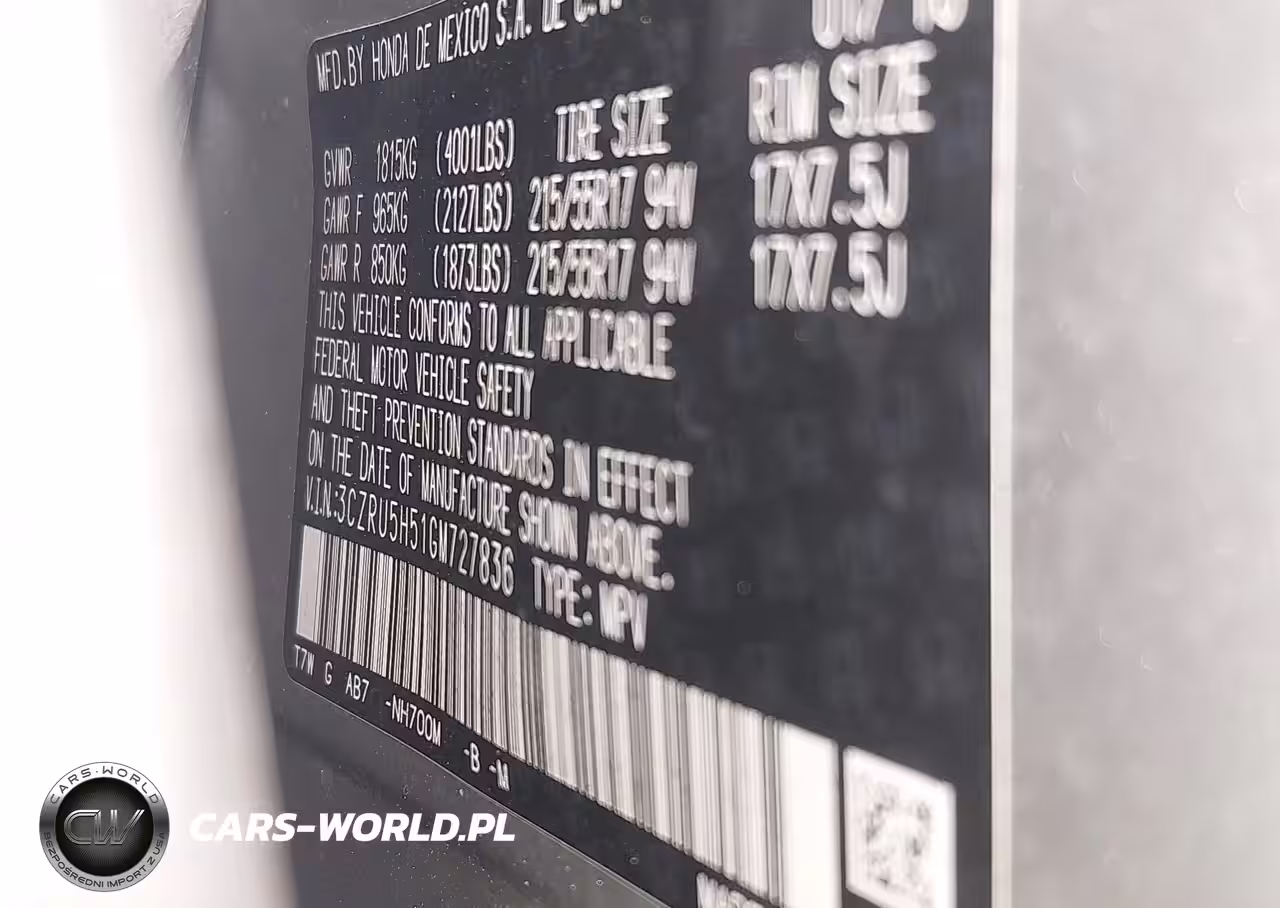 MFD.BY HONDA DE MEXICO S.A. DE C.V.
TIRE SIZE RIM SIZE
GVWR 1815KG (4001LBS)
GAWR F 965KG (2127LBS) 215/55R17 94V 17X7.5J
GAWR R 850KG (1873LBS) 215/55R17 94V 17X7.5J
THIS VEHICLE CONFORMS TO ALL APPLICABLE
FEDERAL MOTOR VEHICLE SAFETY
AND THEFT PREVENTION STANDARDS IN EFFECT
ON THE DATE OF MANUFACTURE SHOWN ABOVE.
V.I.N.:3CZRU5H51GM727836 TYPE: MPV
T7W G AB7 -NH700M -B -M
CARS-WORLD
CW
BEZPOŚREDNI IMPORT Z USA
CARS-WORLD.PL